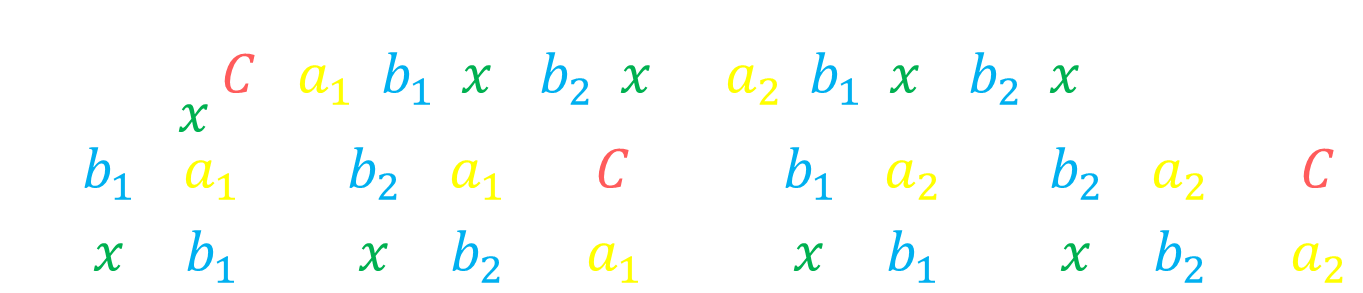 C a₁ b₁ x b₂ x a₂ b₁ x b₂ x
x
b₁ a₁ b₂ a₁ C b₁ a₂ b₂ a₂ C
x b₁ x b₂ a₁ x b₁ x b₂ a₂